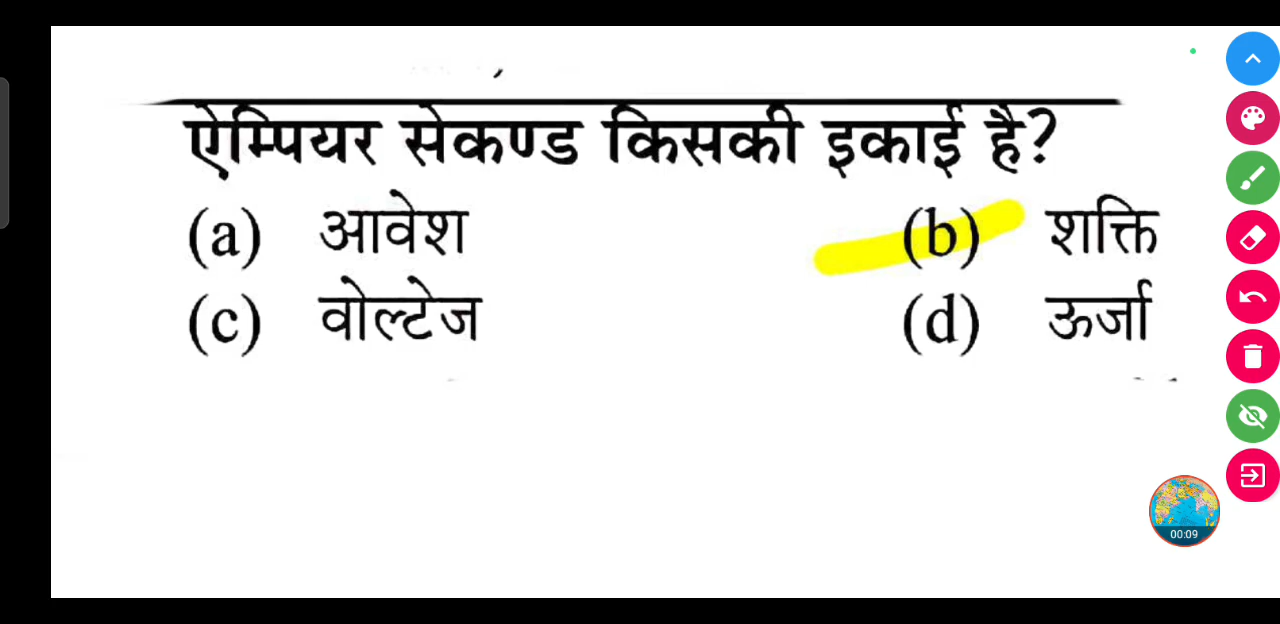 ऐम्पियर सेकण्ड किसकी इकाई है?
(a) आवेश (b) शक्ति
(c) वोल्टेज (d) ऊर्जा
00:09